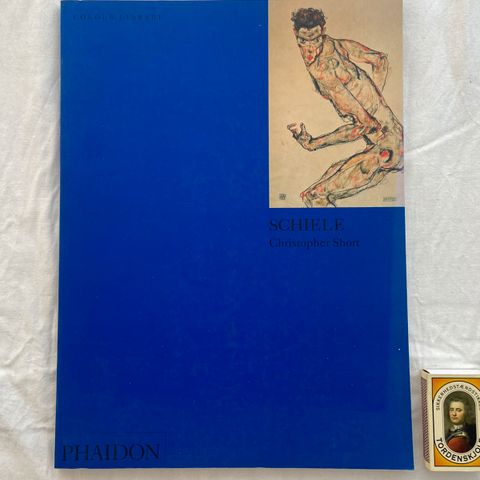 COLOUR LIBRARY
SCHIELE
Christopher Short
PHAIDON
TORDENSKJOLD